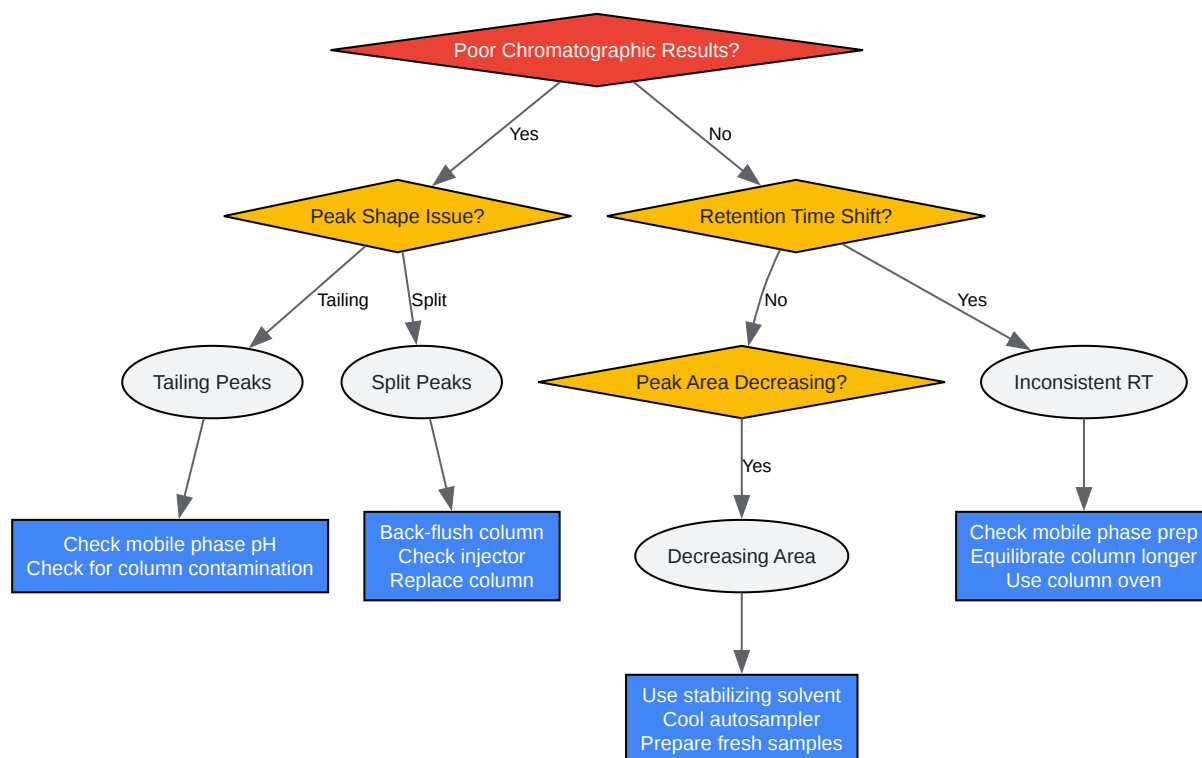 Poor Chromatographic Results?
Yes
No
Peak Shape Issue?
Retention Time Shift?
Tailing
Split
No
Yes
Tailing Peaks
Split Peaks
Peak Area Decreasing?
Inconsistent RT
Yes
Check mobile phase pH
Check for column contamination
Back-flush column
Check injector
Replace column
Decreasing Area
Check mobile phase prep
Equilibrate column longer
Use column oven
Use stabilizing solvent
Cool autosampler
Prepare fresh samples